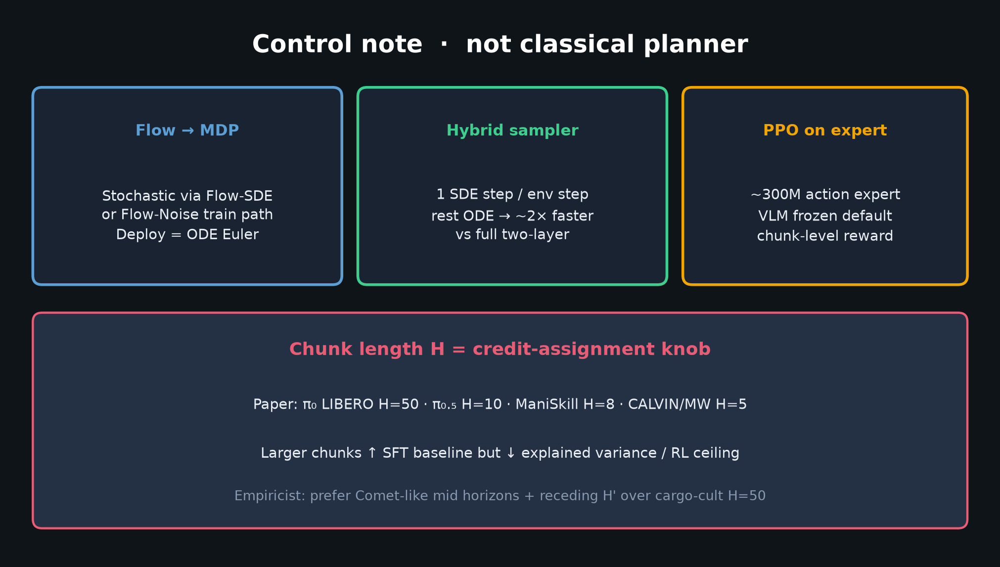 Control note · not classical planner
Flow → MDP
Stochastic via Flow-SDE
or Flow-Noise train path
Deploy = ODE Euler
Hybrid sampler
1 SDE step / env step
rest ODE → ~2× faster
vs full two-layer
PPO on expert
~300M action expert
VLM frozen default
chunk-level reward
Chunk length H = credit-assignment knob
Paper: π₀ LIBERO H=50 · π₀.₅ H=10 · ManiSkill H=8 · CALVIN/MW H=5
Larger chunks ↑ SFT baseline but ↓ explained variance / RL ceiling
Empiricist: prefer Comet-like mid horizons + receding H' over cargo-cult H=50